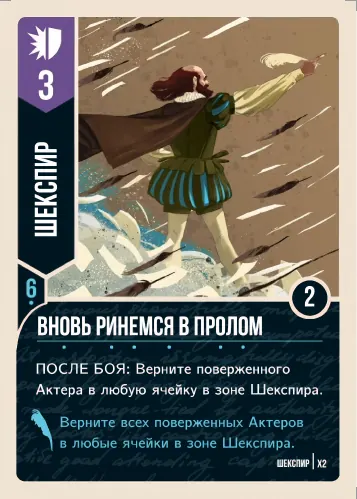 3
ШЕКСПИР
6
2
ВНОВЬ РИНЕМСЯ В ПРОЛОМ
ПОСЛЕ БОЯ: Верните поверженного
Актера в любую ячейку в зоне Шекспира.
Верните всех поверженных Актеров
в любые ячейки в зоне Шекспира.
ШЕКСПИР | X2